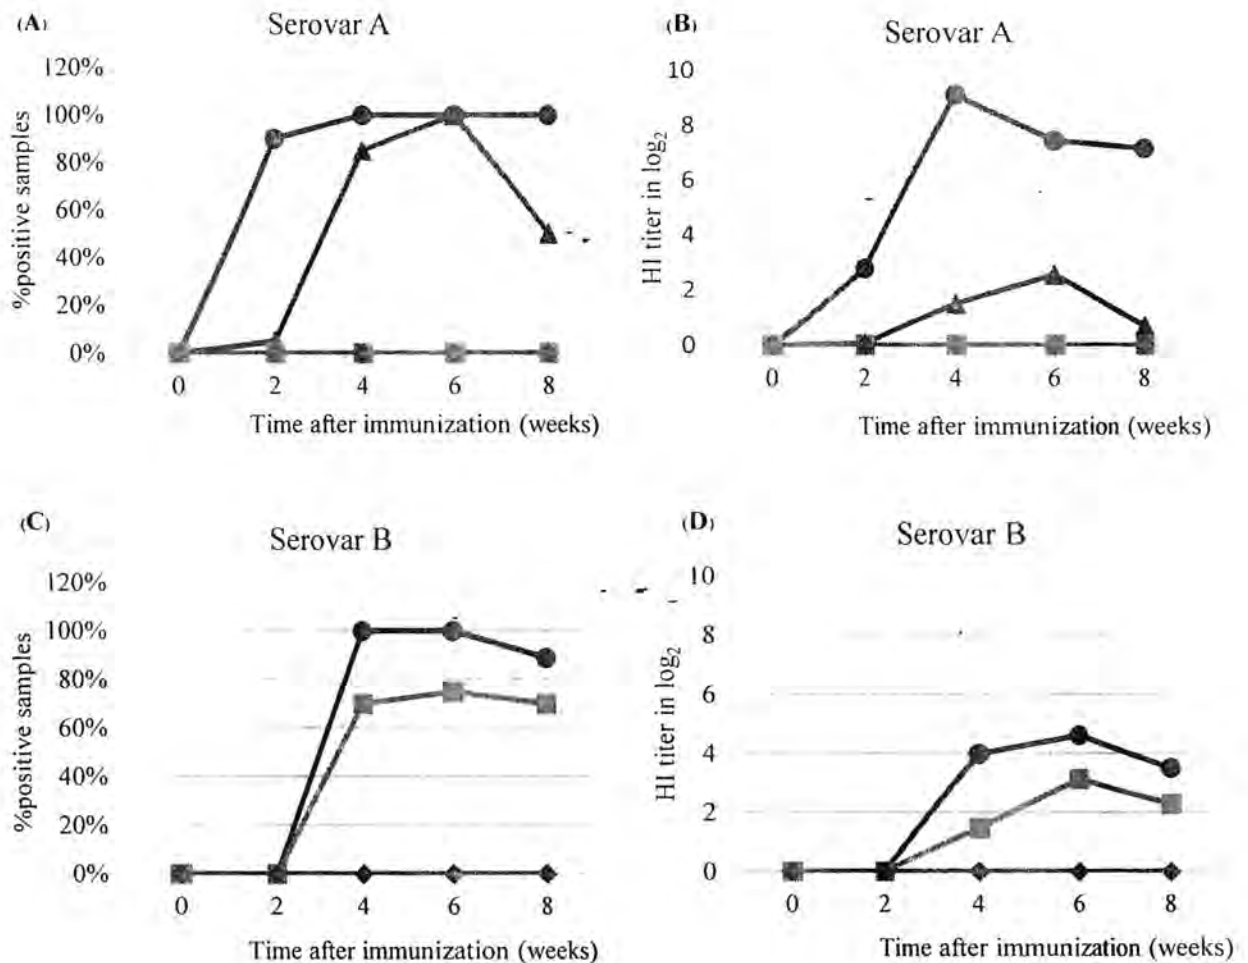 (A) Serovar A
120%
100%
80%
60%
40%
20%
0%
%positive samples
0 2 4 6 8
Time after immunization (weeks)
(B) Serovar A
10
8
6
4
2
0
HI titer in log2
0 2 4 6 8
Time after immunization (weeks)
(C) Serovar B
120%
100%
80%
60%
40%
20%
0%
%positive samples
0 2 4 6 8
Time after immunization (weeks)
(D) Serovar B
10
8
6
4
2
0
HI titer in log2
0 2 4 6 8
Time after immunization (weeks)